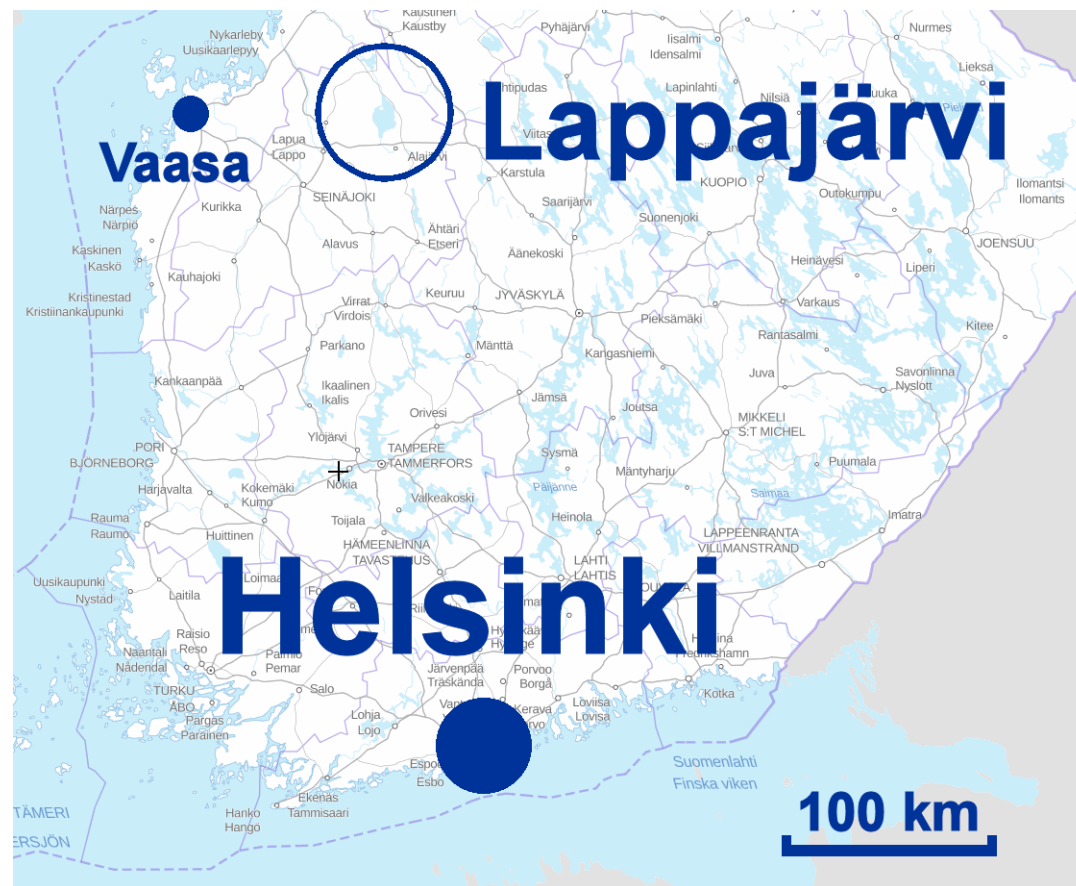 Kaustinen
Kaustby
Nykarleby
Uusikaarlepyy
Pyhäjärvi
Iisalmi
Idensalmi
Nurmes
Lieksa
Lapinlahti
Nilsiä
Lappajärvi
Vaasa
Lapua
Lappo
Alajärvi
Karstula
KUOPIO
Outokumpu
Ilomantsi
Ilomants
SEINÄJOKI
Närpes
Närpiö
Kurikka
Saarijärvi
Suonenjoki
Kaskinen
Kaskö
Alavus
Ähtäri
Etseri
Äänekoski
JOENSUU
Heinävesi
Liperi
Kauhajoki
Kristinestad
Kristiinankaupunki
Virrat
Virdois
Keuruu
JYVÄSKYLÄ
Varkaus
Pieksämäki
Kitee
Rantasalmi
Parkano
Mänttä
Kangasniemi
Kankaanpää
Ikaalinen
Ikalis
Juva
Savonlinna
Nyslott
Jämsä
Orivesi
Joutsa
MIKKELI
S:T MICHEL
Ylöjärvi
PORI
BJÖRNEBORG
TAMPERE
TAMMERFORS
Sysmä
Mäntyharju
Puumala
Nokia
Harjavalta
Kokemäki
Kumo
Valkeakoski
Päijänne
Saimaa
Rauma
Raumo
Toijala
Heinola
Imatra
Huittinen
LAPPEENRANTA
VILLMANSTRAND
HÄMEENLINNA
LAHTI
LAHTIS
Helsinki
Uusikaupunki
Nystad
Loimaa
Laitila
Raisio
Reso
Naantali
Nådendal
Pemar
Järvenpää
Träskända
Porvoo
Borgå
Salo
Kotka
TURKU
ÅBO
Pargas
Parainen
Lohja
Lojo
Kerava
Loviisa
Lovisa
Esbo
Suomenlahti
Finska viken
Ekenäs
Tammisaari
Hanko
Hangö
100 km